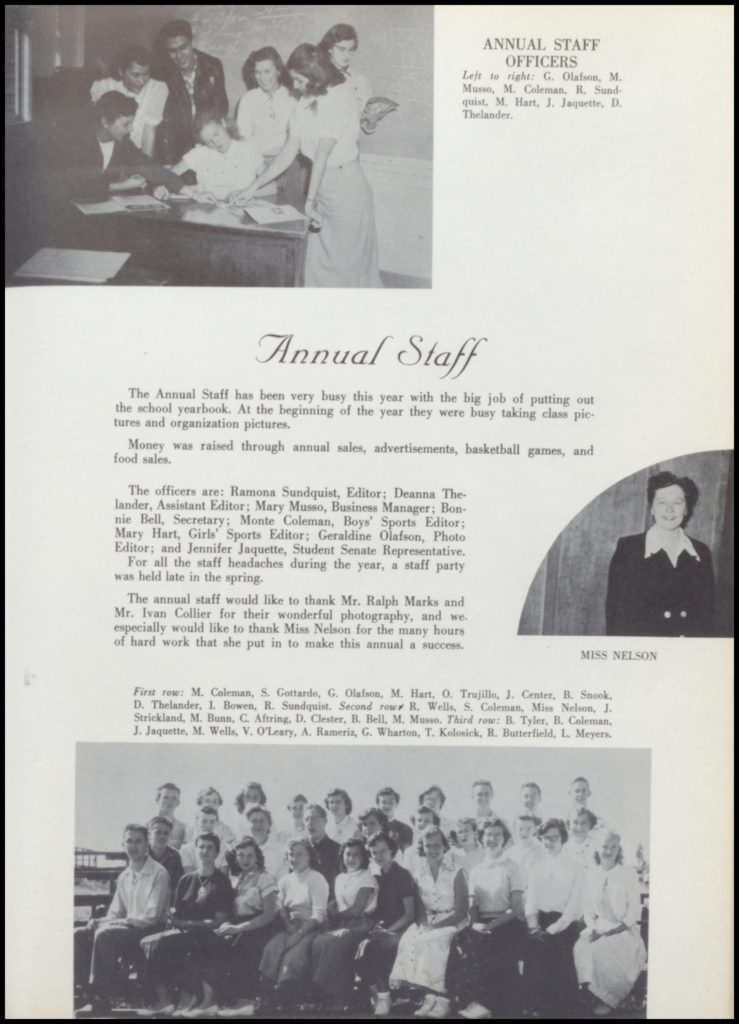 ANNUAL STAFF
OFFICERS
Left to right: G. Olafson, M.
Musso, M. Coleman, R. Sund-
quist, M. Hart, J. Jaquette, D.
Thelander.
Annual Staff
The Annual Staff has been very busy this year with the big job of putting out
the school yearbook. At the beginning of the year they were busy taking class pic-
tures and organization pictures.
Money was raised through annual sales, advertisements, basketball games, and
food sales.
The officers are: Ramona Sundquist, Editor; Deanna The-
lander, Assistant Editor; Mary Musso, Business Manager; Bon-
nie Bell, Secretary; Monte Coleman, Boys' Sports Editor;
Mary Hart, Girls' Sports Editor; Geraldine Olafson, Photo
Editor; and Jennifer Jaquette, Student Senate Representative.
For all the staff headaches during the year, a staff party
was held late in the spring.
The annual staff would like to thank Mr. Ralph Marks and
Mr. Ivan Collier for their wonderful photography, and we
especially would like to thank Miss Nelson for the many hours
of hard work that she put in to make this annual a success.
MISS NELSON
First row: M. Coleman, S. Gottardo, G. Olafson, M. Hart, O. Trujillo, J. Center, B. Snook,
D. Thelander, I. Bowen, R. Sundquist. Second row: R. Wells, S. Coleman, Miss Nelson, J.
Strickland, M. Bunn, C. Aftring, D. Clester, B. Bell, M. Musso. Third row: B. Tyler, B. Coleman,
J. Jaquette, M. Wells, V. O'Leary, A. Rameriz, G. Wharton, T. Kolosick, R. Butterfield, L. Meyers.